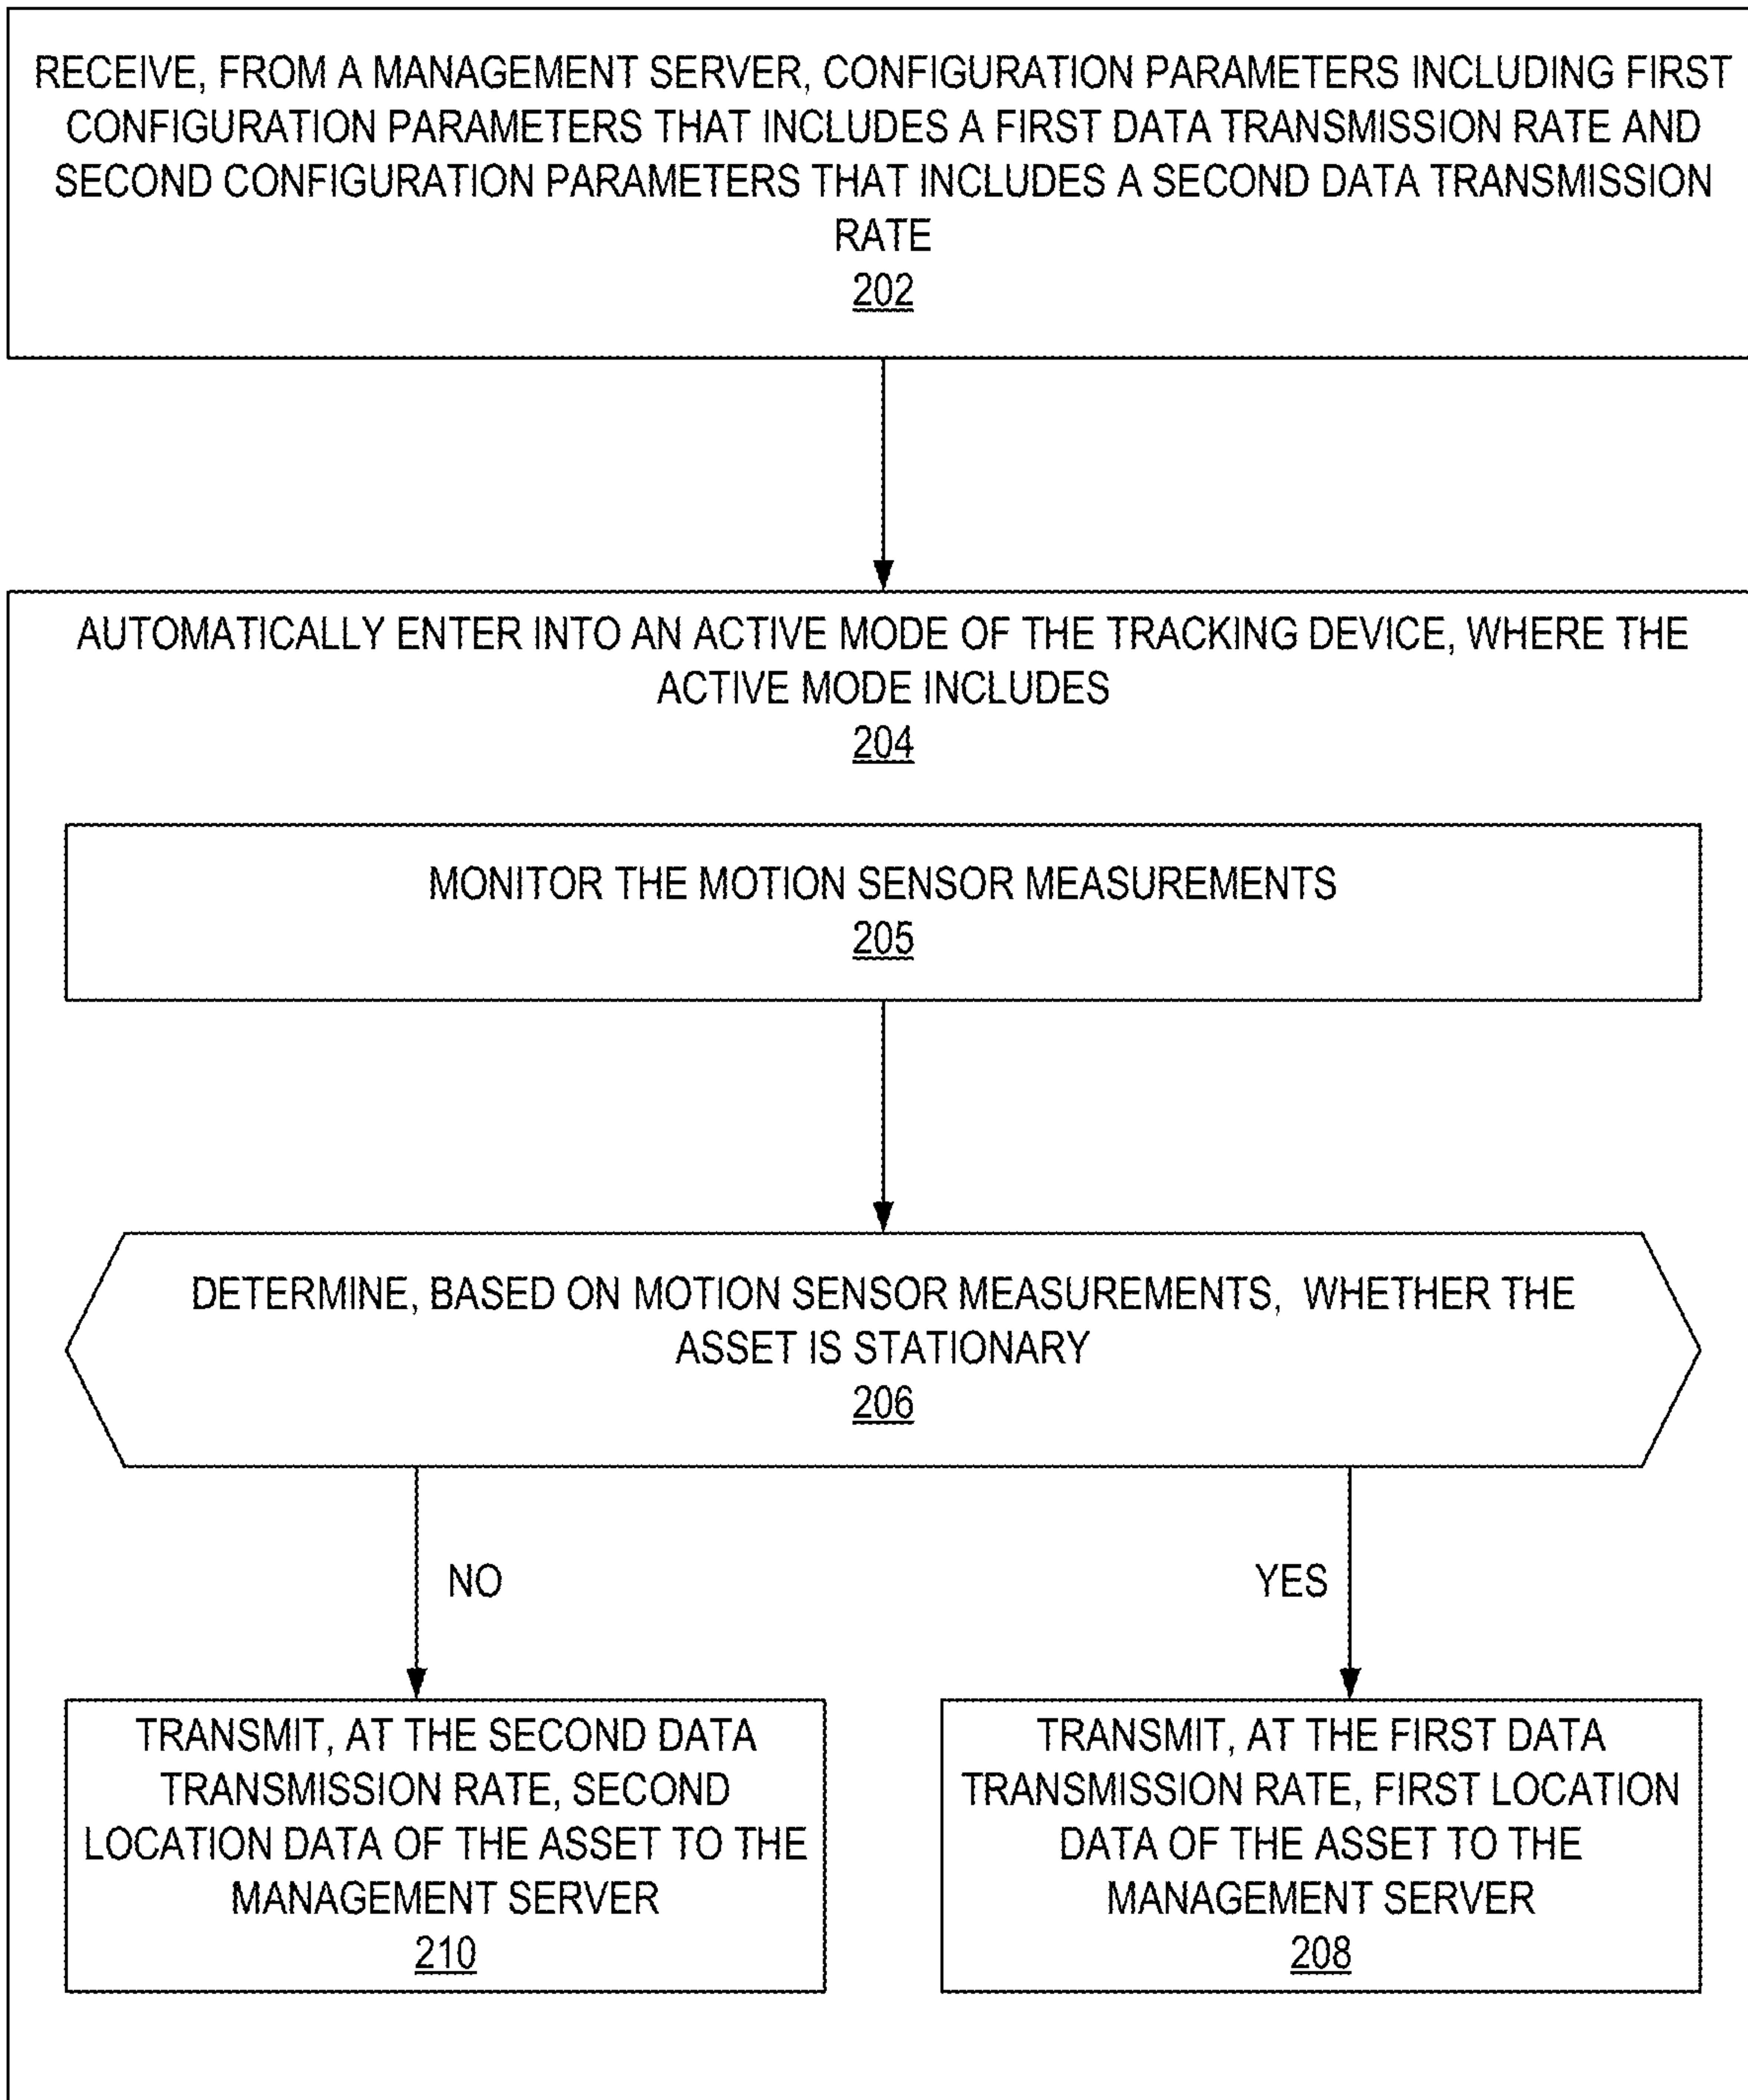 RECEIVE, FROM A MANAGEMENT SERVER, CONFIGURATION PARAMETERS INCLUDING FIRST
CONFIGURATION PARAMETERS THAT INCLUDES A FIRST DATA TRANSMISSION RATE AND
SECOND CONFIGURATION PARAMETERS THAT INCLUDES A SECOND DATA TRANSMISSION
RATE
202
AUTOMATICALLY ENTER INTO AN ACTIVE MODE OF THE TRACKING DEVICE, WHERE THE
ACTIVE MODE INCLUDES
204
MONITOR THE MOTION SENSOR MEASUREMENTS
205
DETERMINE, BASED ON MOTION SENSOR MEASUREMENTS, WHETHER THE
ASSET IS STATIONARY
206
NO
YES
TRANSMIT, AT THE SECOND DATA
TRANSMISSION RATE, SECOND
LOCATION DATA OF THE ASSET TO THE
MANAGEMENT SERVER
210
TRANSMIT, AT THE FIRST DATA
TRANSMISSION RATE, FIRST LOCATION
DATA OF THE ASSET TO THE
MANAGEMENT SERVER
208